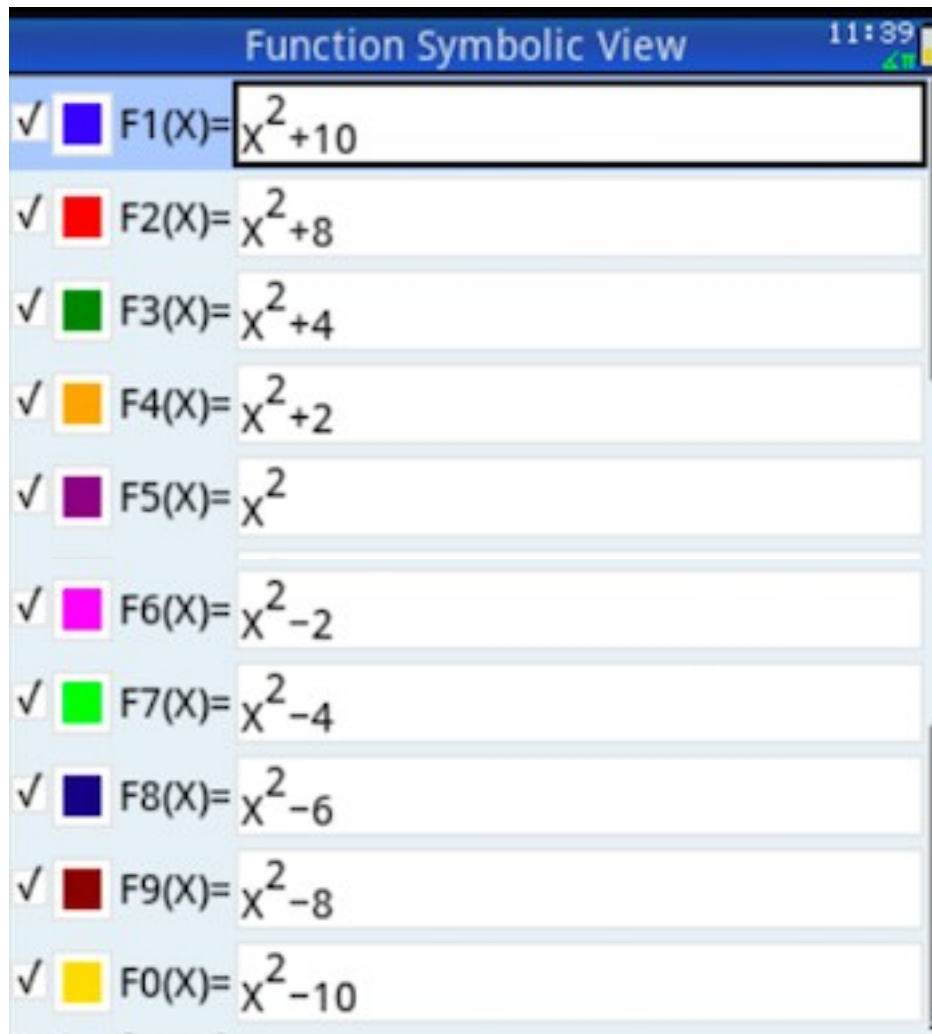 Function Symbolic View 11:39
∡π
√ F1(X)= X²+10
√ F2(X)= X²+8
√ F3(X)= X²+4
√ F4(X)= X²+2
√ F5(X)= X²
√ F6(X)= X²−2
√ F7(X)= X²−4
√ F8(X)= X²−6
√ F9(X)= X²−8
√ F0(X)= X²−10